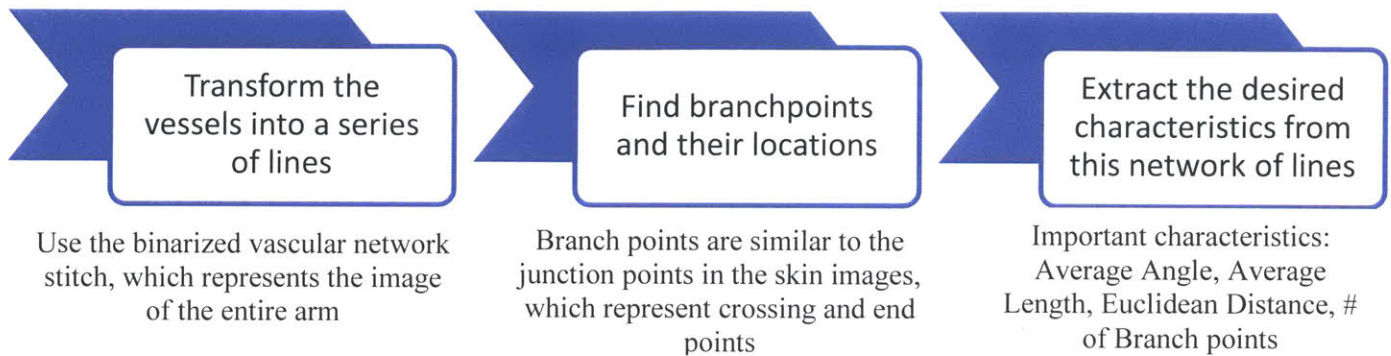 Transform the
vessels into a series
of lines
Use the binarized vascular network
stitch, which represents the image
of the entire arm
Find branchpoints
and their locations
Branch points are similar to the
junction points in the skin images,
which represent crossing and end
points
Extract the desired
characteristics from
this network of lines
Important characteristics:
Average Angle, Average
Length, Euclidean Distance, #
of Branch points